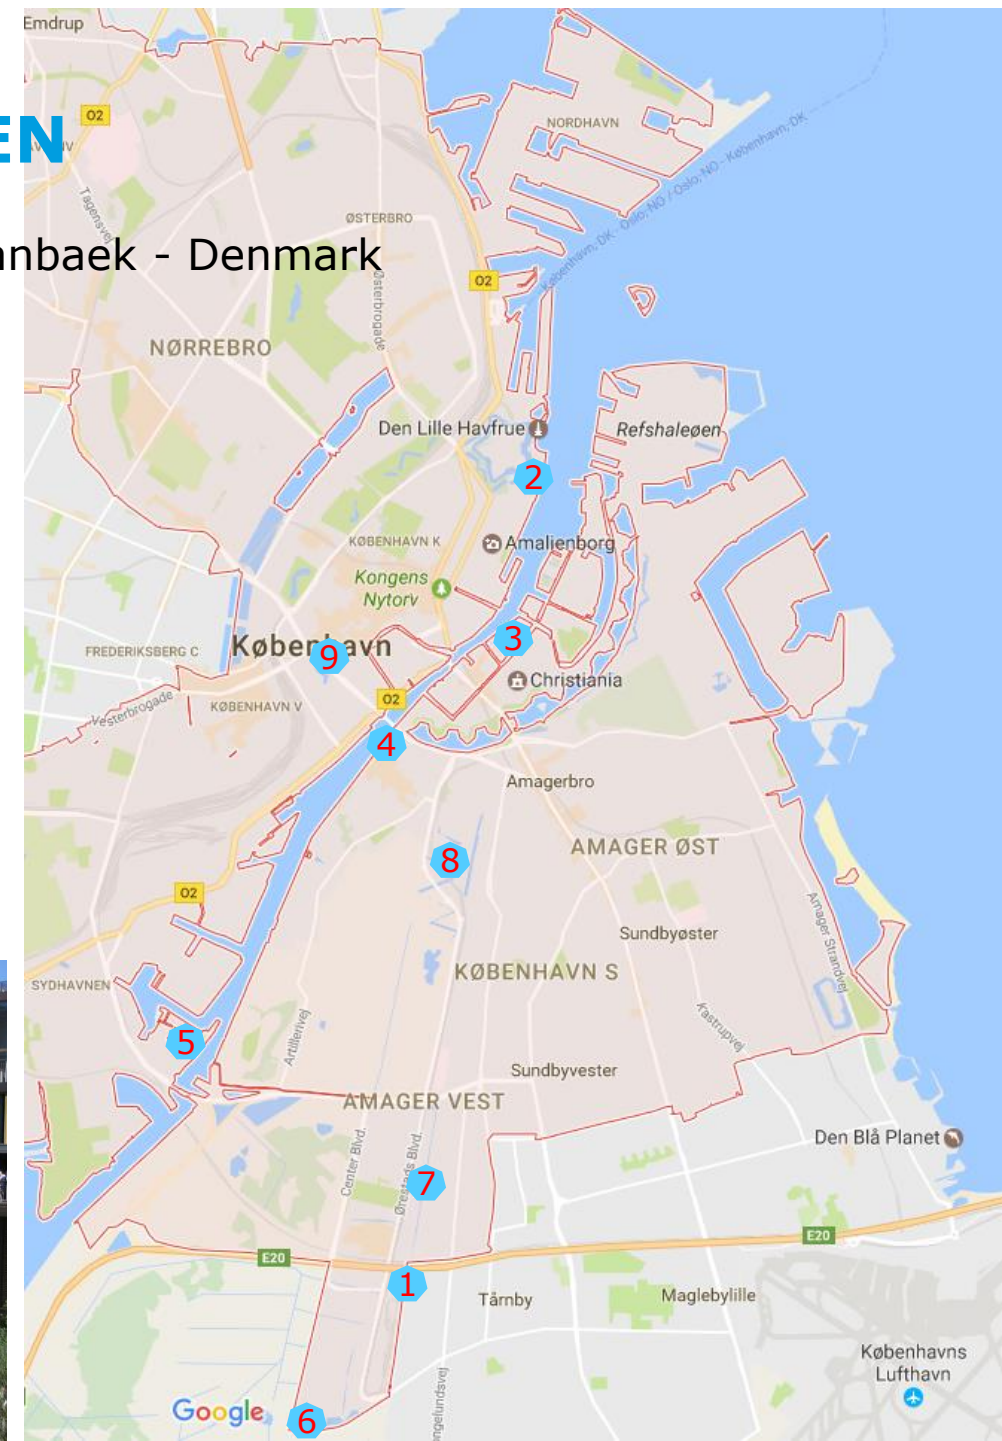 Emdrup
O2
EN
NV
NORDHAVN
Tagensvej
ØSTERBRO
København, DK - Oslo, NO / Oslo, NO - København, DK
anbaek - Denmark
O2
Østerbrogade
NØRREBRO
Den Lille Havfrue
Refshaleøen
2
KØBENHAVN K
Amalienborg
Kongens
Nytorv
3
København
FREDERIKSBERG C
9
Christiania
O2
Vesterbrogade
KØBENHAVN V
4
Amagerbro
AMAGER ØST
8
O2
Amager Strandvej
Sundbyøster
KØBENHAVN S
SYDHAVNEN
Artillerivej
Kastrupvej
5
Sundbyvester
AMAGER VEST
Den Blå Planet
Center Blvd.
Ørestads Blvd.
7
E20
E20
1
Tårnby
Maglebylille
Københavns
Lufthavn
Google
6
ngelundsvej